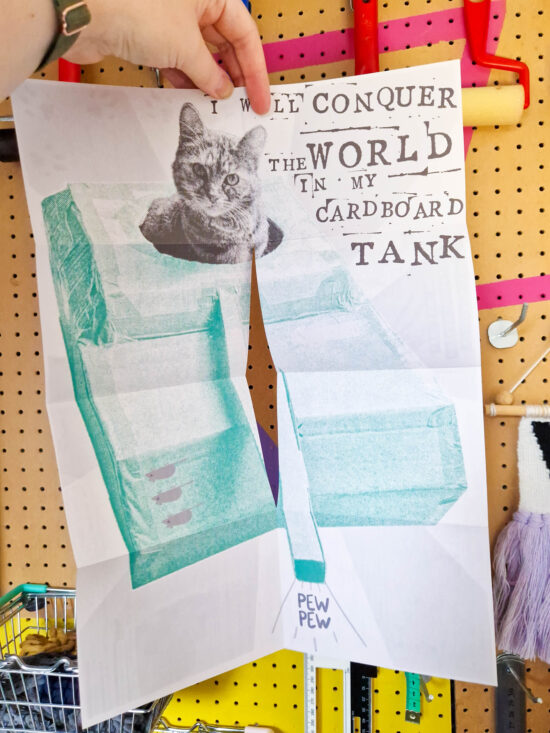 I WILL CONQUER
THE WORLD
IN MY
CARDBOARD
TANK
PEW
PEW